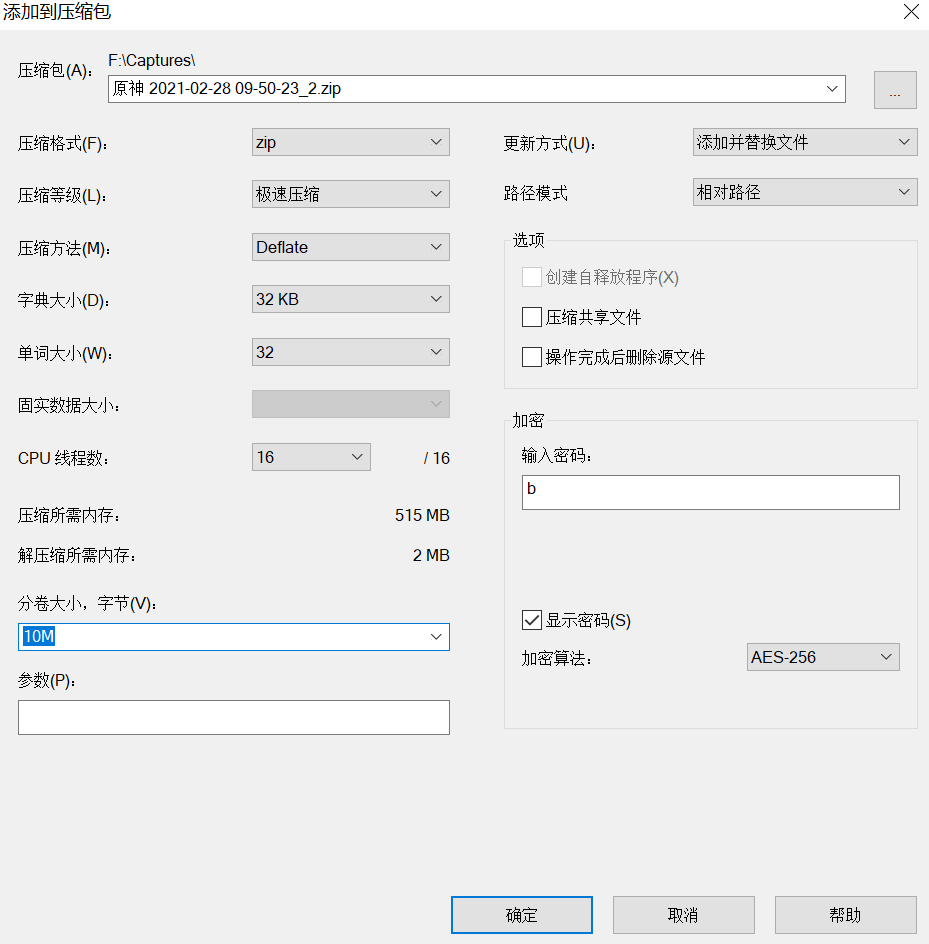 添加到压缩包
压缩包(A)：
F:\Captures\
原神 2021-02-28 09-50-23_2.zip
...
压缩格式(F)：
zip
压缩等级(L)：
极速压缩
压缩方法(M)：
Deflate
字典大小(D)：
32 KB
单词大小(W)：
32
固实数据大小：
CPU 线程数：
16
/ 16
压缩所需内存：
515 MB
解压缩所需内存：
2 MB
分卷大小，字节(V)：
10M
参数(P)：
更新方式(U)：
添加并替换文件
路径模式
相对路径
选项
创建自释放程序(X)
压缩共享文件
操作完成后删除源文件
加密
输入密码：
b
显示密码(S)
加密算法：
AES-256
确定
取消
帮助